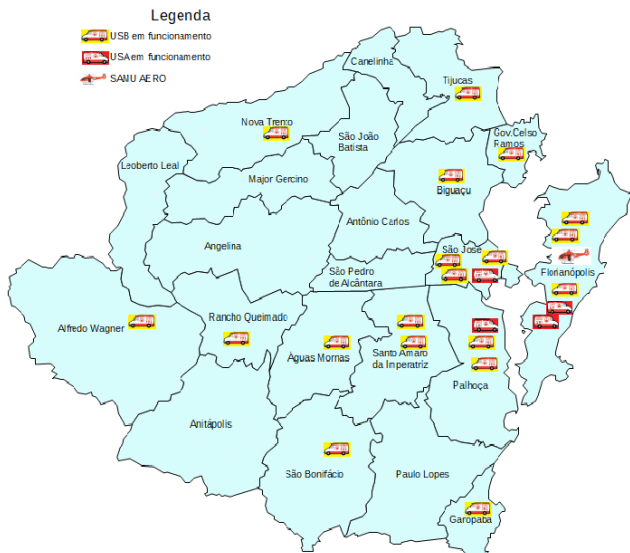 Legenda
USB em funcionamento
USA em funcionamento
SAMU AERO
Canelinha
Tijucas
Nova Trento
São João
Batista
Gov.Celso
Ramos
Leoberto Leal
Major Gercino
Biguaçu
Antônio Carlos
Angelina
São José
São Pedro
de Alcântara
Florianópolis
Alfredo Wagner
Rancho Queimado
Águas Mornas
Santo Amaro
da Imperatriz
Palhoça
Anitápolis
São Bonifácio
Paulo Lopes
Garopaba